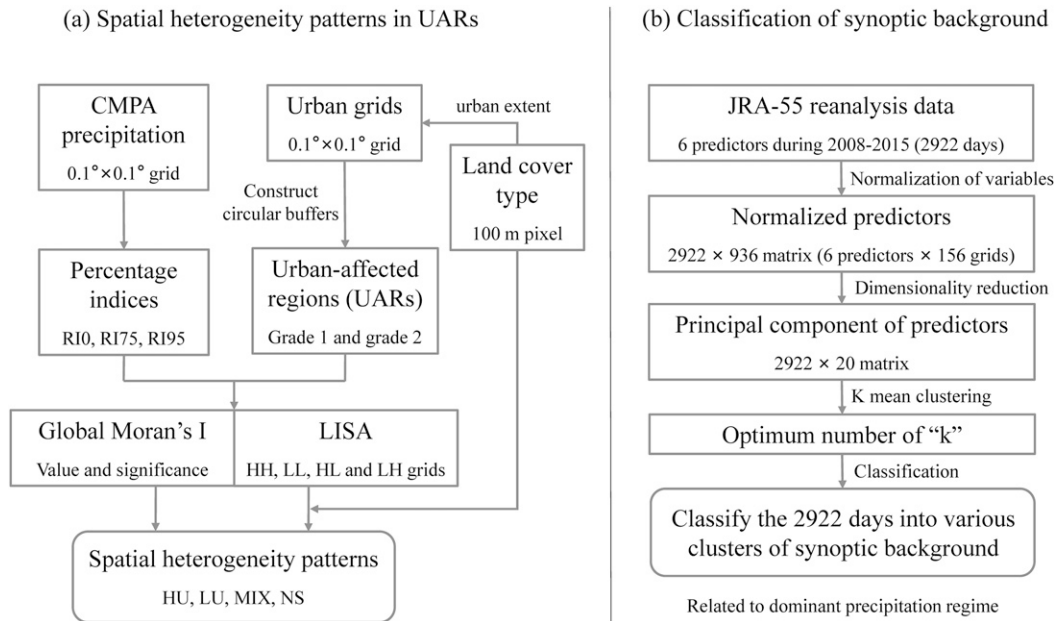 (a) Spatial heterogeneity patterns in UARs
CMPA
precipitation
0.1°×0.1° grid
Urban grids
0.1°×0.1° grid
urban extent
Land cover
type
100 m pixel
Construct
circular buffers
Percentage
indices
RI0, RI75, RI95
Urban-affected
regions (UARs)
Grade 1 and grade 2
Global Moran's I
Value and significance
LISA
HH, LL, HL and LH grids
Spatial heterogeneity patterns
HU, LU, MIX, NS
(b) Classification of synoptic background
JRA-55 reanalysis data
6 predictors during 2008-2015 (2922 days)
Normalization of variables
Normalized predictors
2922 × 936 matrix (6 predictors × 156 grids)
Dimensionality reduction
Principal component of predictors
2922 × 20 matrix
K mean clustering
Optimum number of "k"
Classification
Classify the 2922 days into various
clusters of synoptic background
Related to dominant precipitation regime